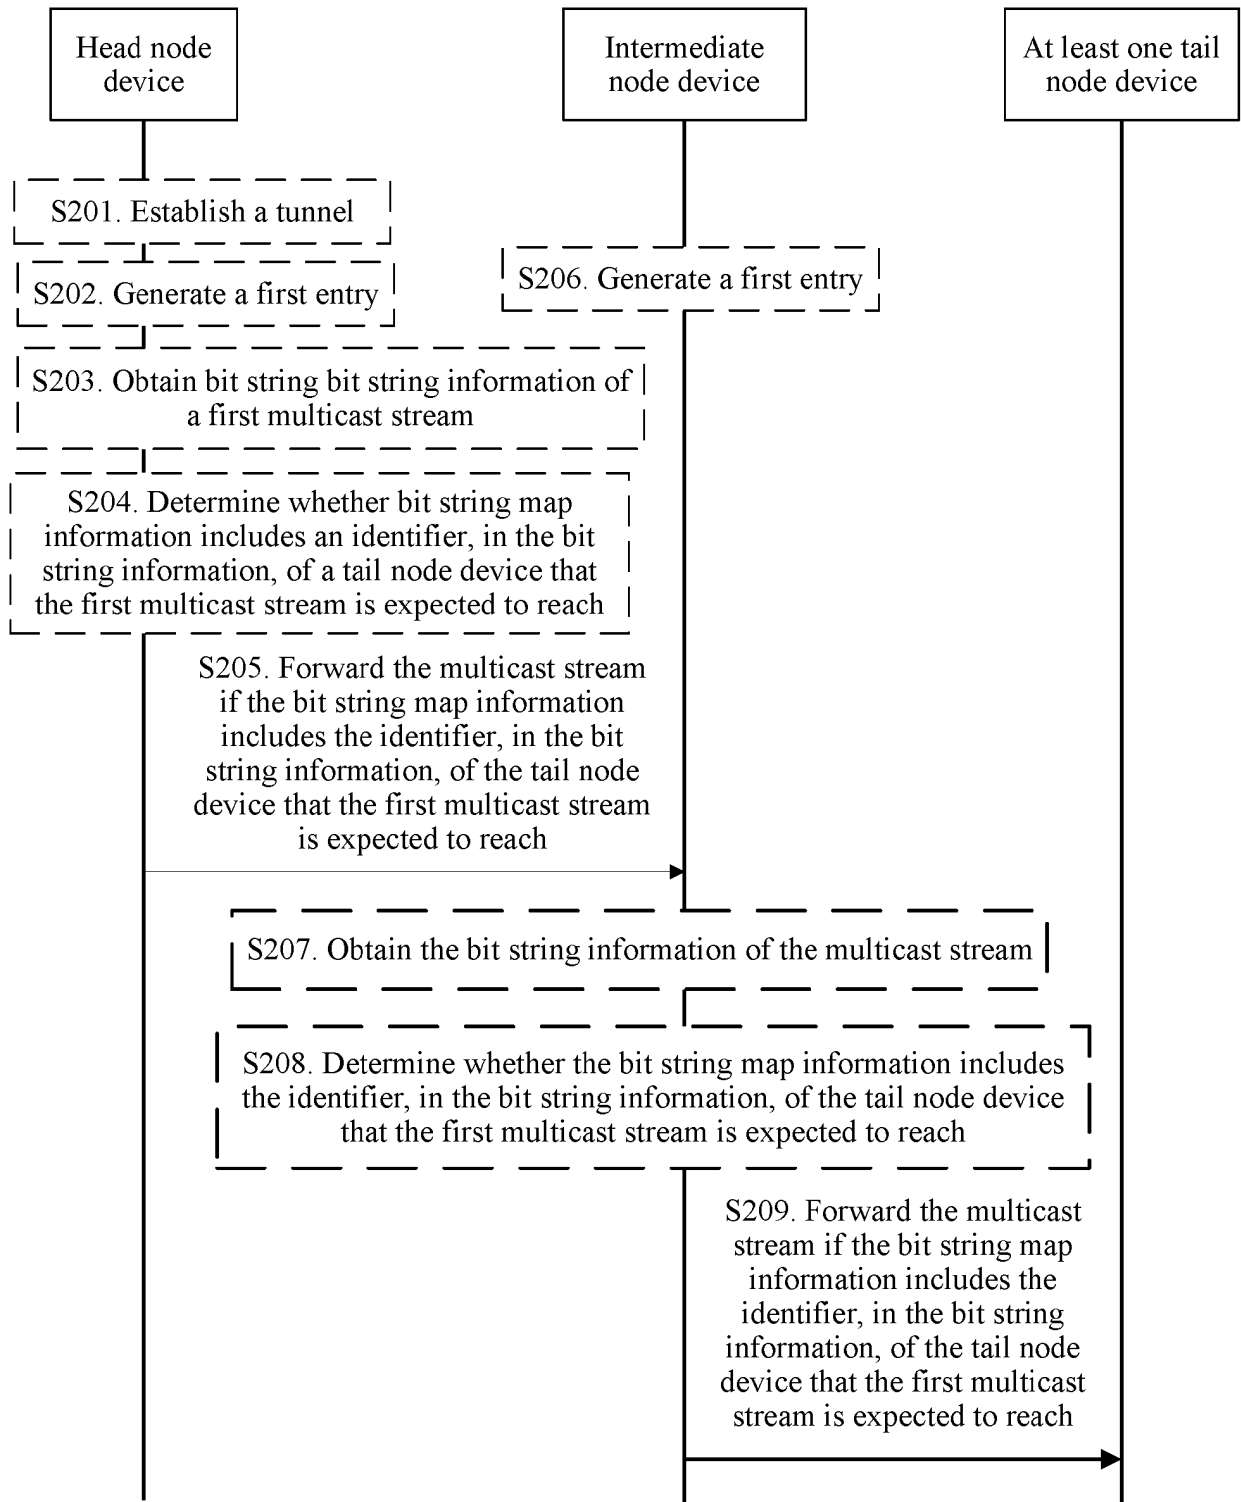 Head node
device
Intermediate
node device
At least one tail
node device
S201. Establish a tunnel
S202. Generate a first entry
S206. Generate a first entry
S203. Obtain bit string bit string information of
a first multicast stream
S204. Determine whether bit string map
information includes an identifier, in the bit
string information, of a tail node device that
the first multicast stream is expected to reach
S205. Forward the multicast stream
if the bit string map information
includes the identifier, in the bit
string information, of the tail node
device that the first multicast stream
is expected to reach
S207. Obtain the bit string information of the multicast stream
S208. Determine whether the bit string map information includes
the identifier, in the bit string information, of the tail node device
that the first multicast stream is expected to reach
S209. Forward the multicast
stream if the bit string map
information includes the
identifier, in the bit string
information, of the tail node
device that the first multicast
stream is expected to reach